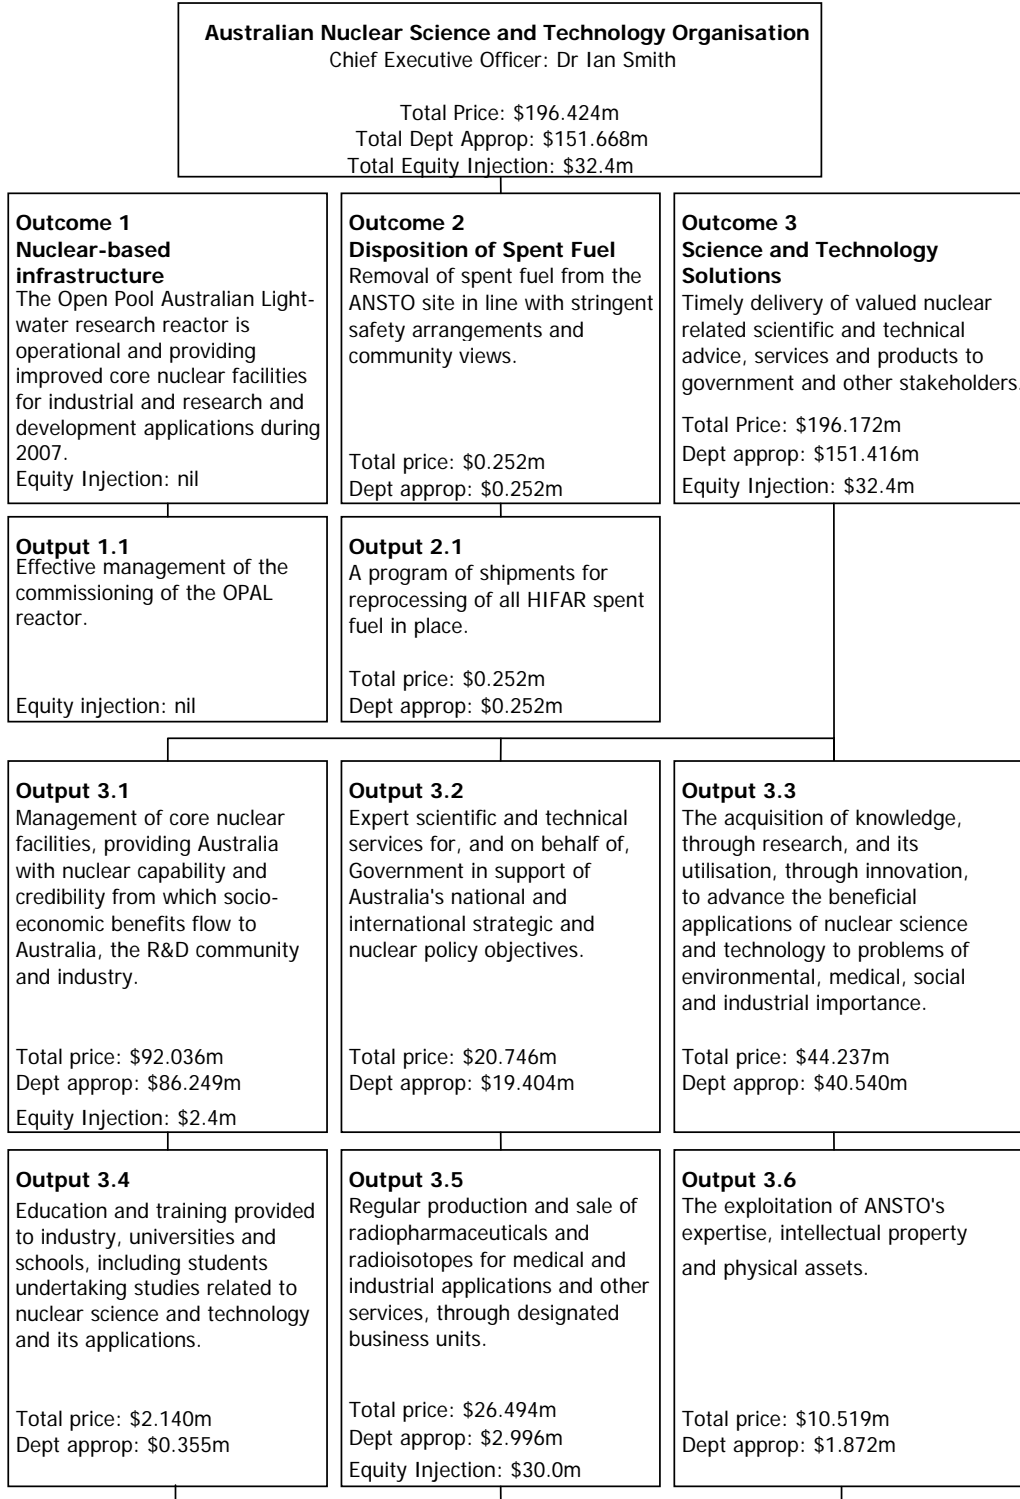 Australian Nuclear Science and Technology Organisation
Chief Executive Officer: Dr Ian Smith
Total Price: $196.424m
Total Dept Approp: $151.668m
Total Equity Injection: $32.4m
Outcome 1
Nuclear-based
infrastructure
The Open Pool Australian Light-
water research reactor is
operational and providing
improved core nuclear facilities
for industrial and research and
development applications during
2007.
Equity Injection: nil
Outcome 2
Disposition of Spent Fuel
Removal of spent fuel from the
ANSTO site in line with stringent
safety arrangements and
community views.
Total price: $0.252m
Dept approp: $0.252m
Outcome 3
Science and Technology
Solutions
Timely delivery of valued nuclear
related scientific and technical
advice, services and products to
government and other stakeholders.
Total Price: $196.172m
Dept approp: $151.416m
Equity Injection: $32.4m
Output 1.1
Effective management of the
commissioning of the OPAL
reactor.
Equity injection: nil
Output 2.1
A program of shipments for
reprocessing of all HIFAR spent
fuel in place.
Total price: $0.252m
Dept approp: $0.252m
Output 3.1
Management of core nuclear
facilities, providing Australia
with nuclear capability and
credibility from which socio-
economic benefits flow to
Australia, the R&D community
and industry.
Total price: $92.036m
Dept approp: $86.249m
Equity Injection: $2.4m
Output 3.2
Expert scientific and technical
services for, and on behalf of,
Government in support of
Australia's national and
international strategic and
nuclear policy objectives.
Total price: $20.746m
Dept approp: $19.404m
Output 3.3
The acquisition of knowledge,
through research, and its
utilisation, through innovation,
to advance the beneficial
applications of nuclear science
and technology to problems of
environmental, medical, social
and industrial importance.
Total price: $44.237m
Dept approp: $40.540m
Output 3.4
Education and training provided
to industry, universities and
schools, including students
undertaking studies related to
nuclear science and technology
and its applications.
Total price: $2.140m
Dept approp: $0.355m
Output 3.5
Regular production and sale of
radiopharmaceuticals and
radioisotopes for medical and
industrial applications and other
services, through designated
business units.
Total price: $26.494m
Dept approp: $2.996m
Equity Injection: $30.0m
Output 3.6
The exploitation of ANSTO's
expertise, intellectual property
and physical assets.
Total price: $10.519m
Dept approp: $1.872m